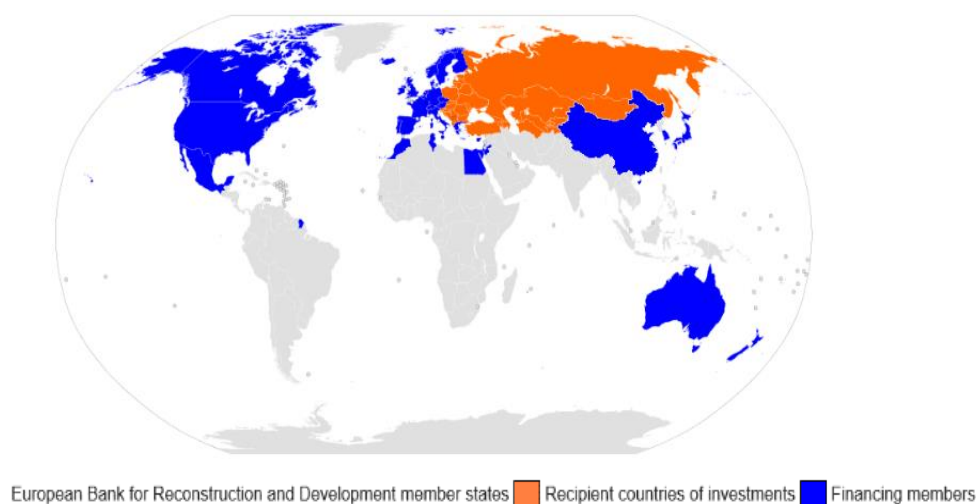 European Bank for Reconstruction and Development member states Recipient countries of investments Financing members